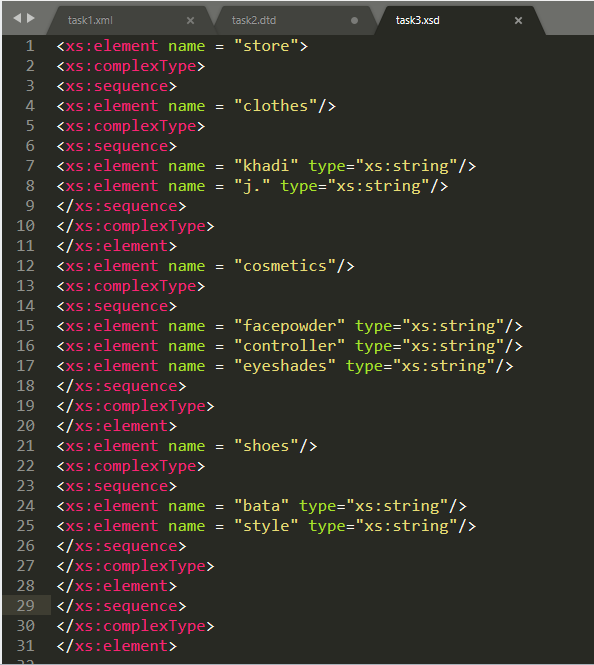 task1.xml × task2.dtd task3.xsd ×
1 <xs:element name = "store">
2 <xs:complexType>
3 <xs:sequence>
4 <xs:element name = "clothes"/>
5 <xs:complexType>
6 <xs:sequence>
7 <xs:element name = "khadi" type="xs:string"/>
8 <xs:element name = "j." type="xs:string"/>
9 </xs:sequence>
10 </xs:complexType>
11 </xs:element>
12 <xs:element name = "cosmetics"/>
13 <xs:complexType>
14 <xs:sequence>
15 <xs:element name = "facepowder" type="xs:string"/>
16 <xs:element name = "controller" type="xs:string"/>
17 <xs:element name = "eyeshades" type="xs:string"/>
18 </xs:sequence>
19 </xs:complexType>
20 </xs:element>
21 <xs:element name = "shoes"/>
22 <xs:complexType>
23 <xs:sequence>
24 <xs:element name = "bata" type="xs:string"/>
25 <xs:element name = "style" type="xs:string"/>
26 </xs:sequence>
27 </xs:complexType>
28 </xs:element>
29 </xs:sequence>
30 </xs:complexType>
31 </xs:element>